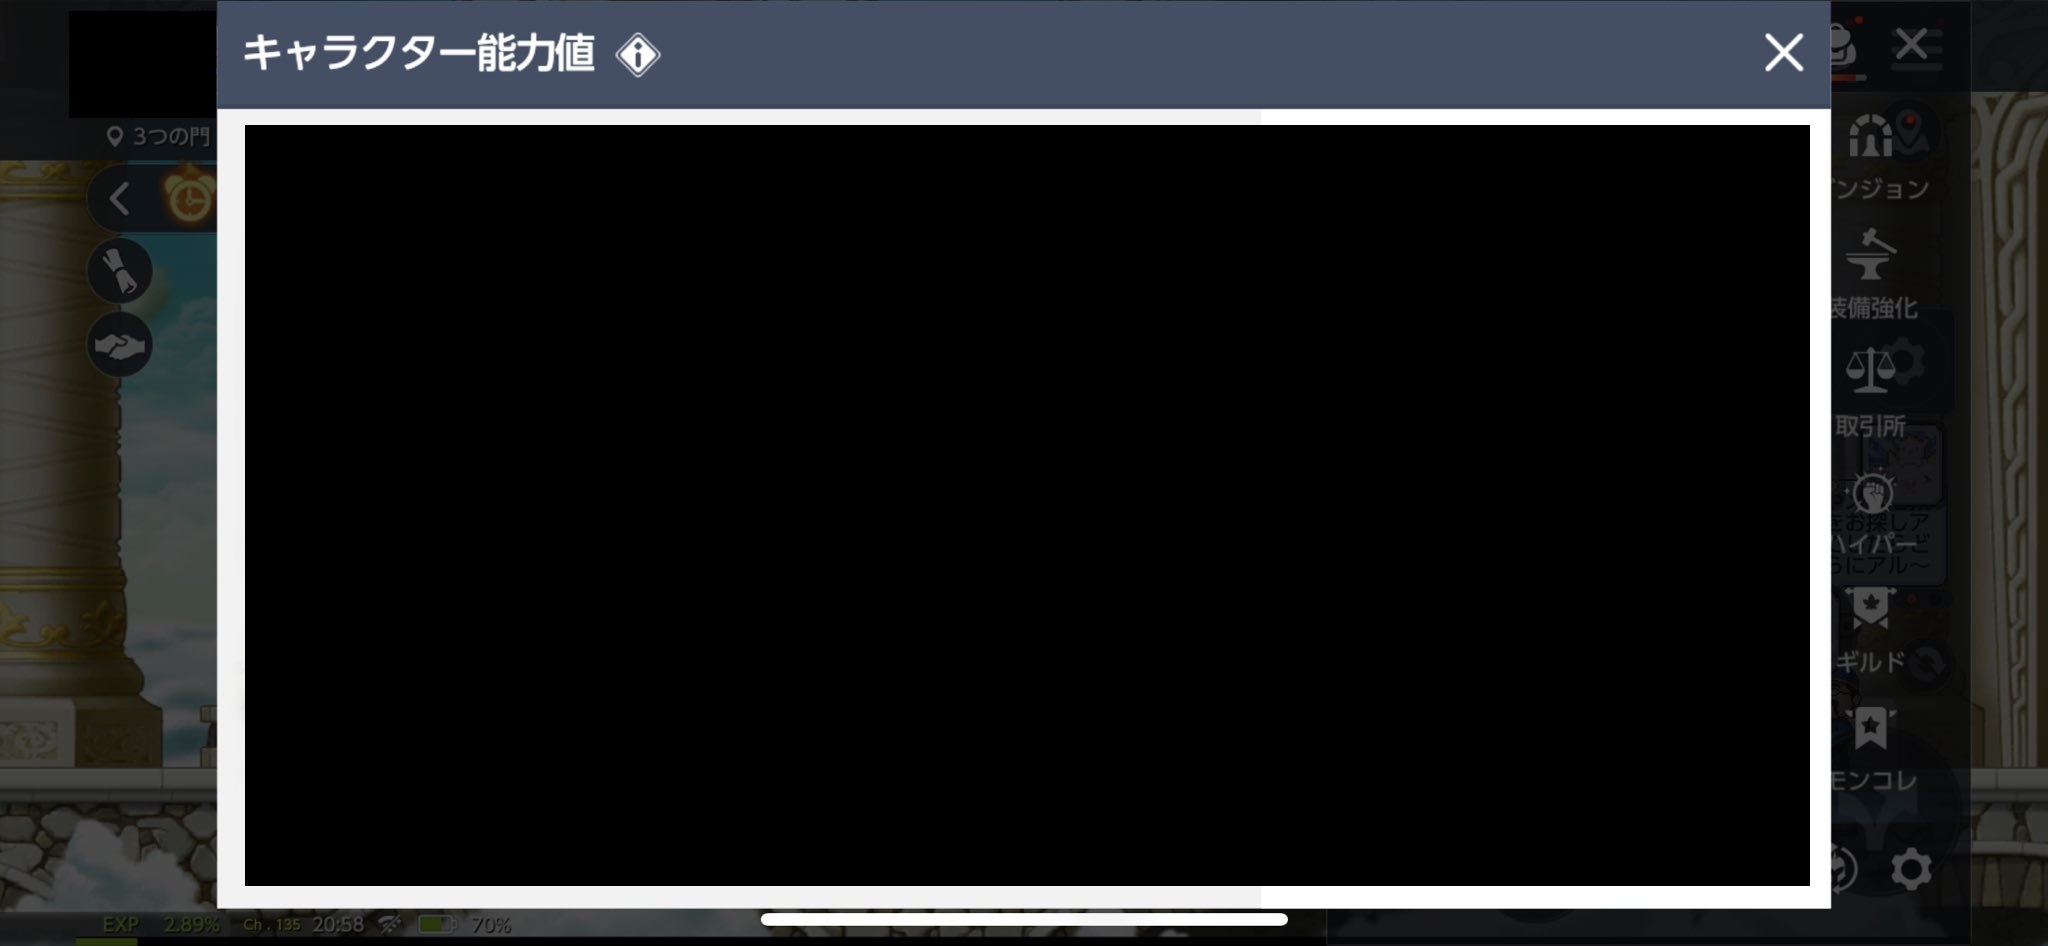 キャラクター能力値
3つの門
ンジョン
装備強化
取引所
をお探しア
ハイパー
らにアル～
ギルド
モンコレ
EXP 2.89% Ch.135 20:58 70%